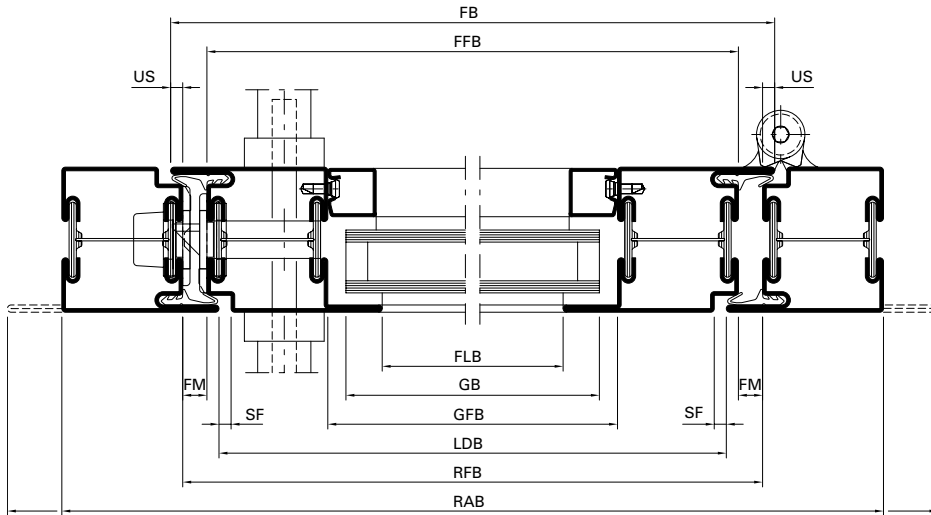 FB
FFB
US US
FLB
FM GB FM
SF GFB SF
LDB
RFB
RAB